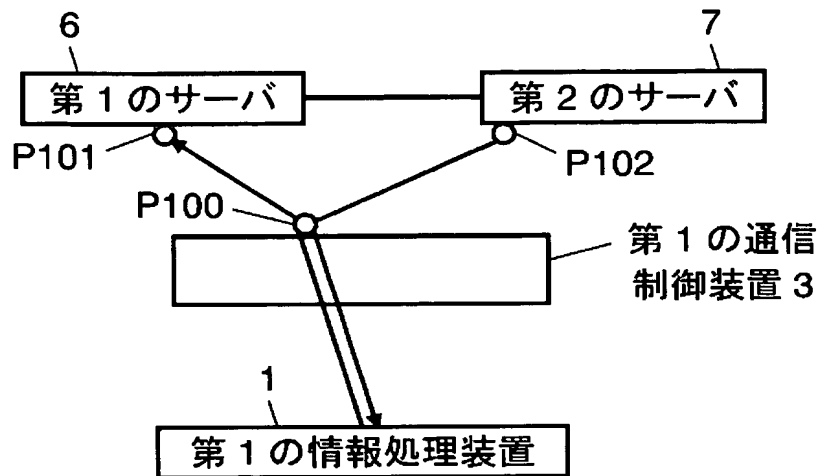 6
7
第1のサーバ
第2のサーバ
P101
P102
P100
第1の通信
制御装置3
1
第1の情報処理装置